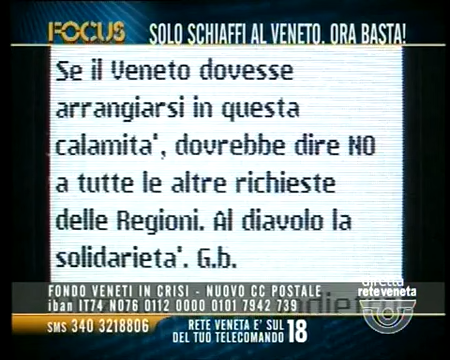 FOCUS SOLO SCHIAFFI AL VENETO. ORA BASTA!
Se il Veneto dovesse
arrangiarsi in questa
calamita', dovrebbe dire NO
a tutte le altre richieste
delle Regioni. Al diavolo la
solidarieta'. G.b.
diretta
FONDO VENETI IN CRISI - NUOVO CC POSTALE
reteveneta
iban IT74 N076 0112 0000 0101 7942 739
SMS 340 3218806
RETE VENETA E' SUL
DEL TUO TELECOMANDO 18